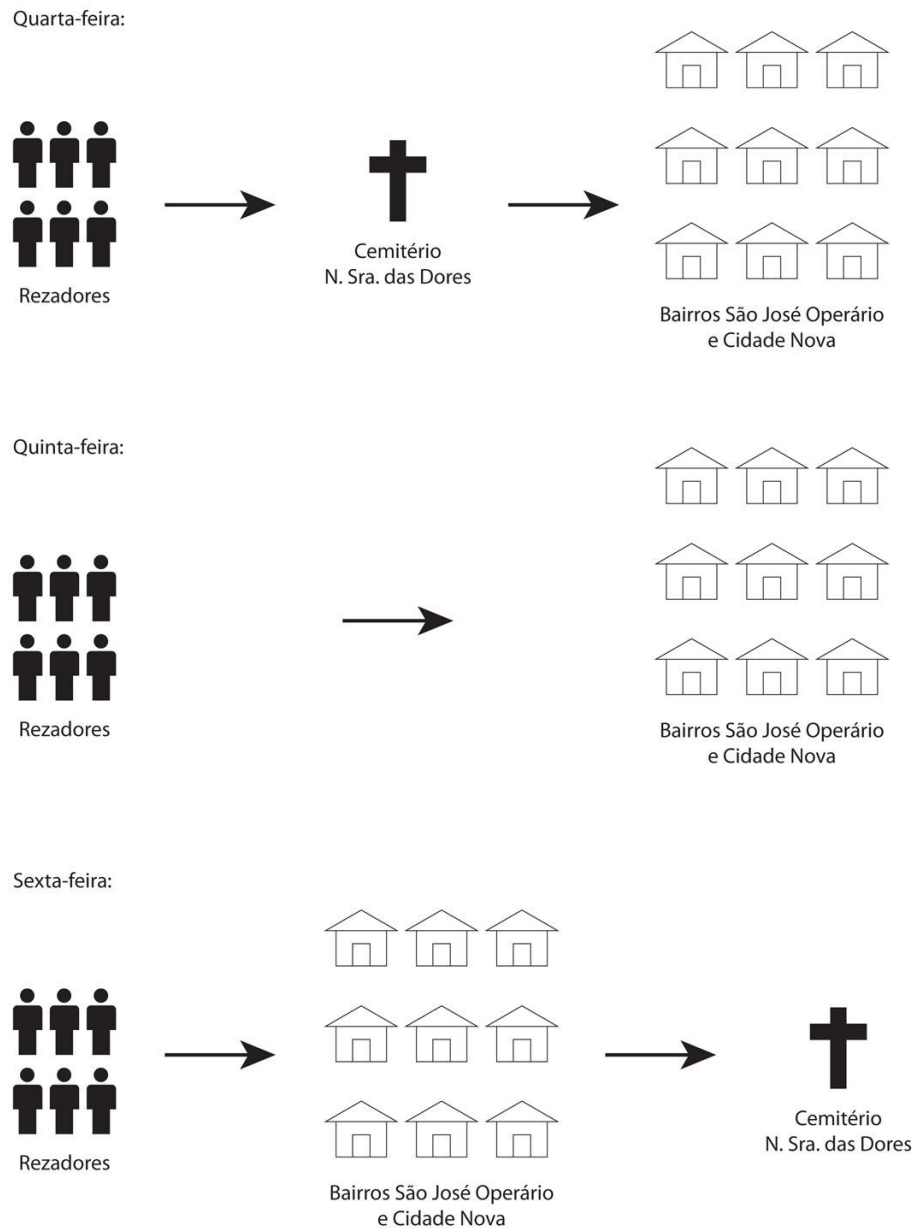 Quarta-feira:
Rezadores
Cemitério
N. Sra. das Dores
Bairros São José Operário
e Cidade Nova
Quinta-feira:
Rezadores
Bairros São José Operário
e Cidade Nova
Sexta-feira:
Rezadores
Bairros São José Operário
e Cidade Nova
Cemitério
N. Sra. das Dores